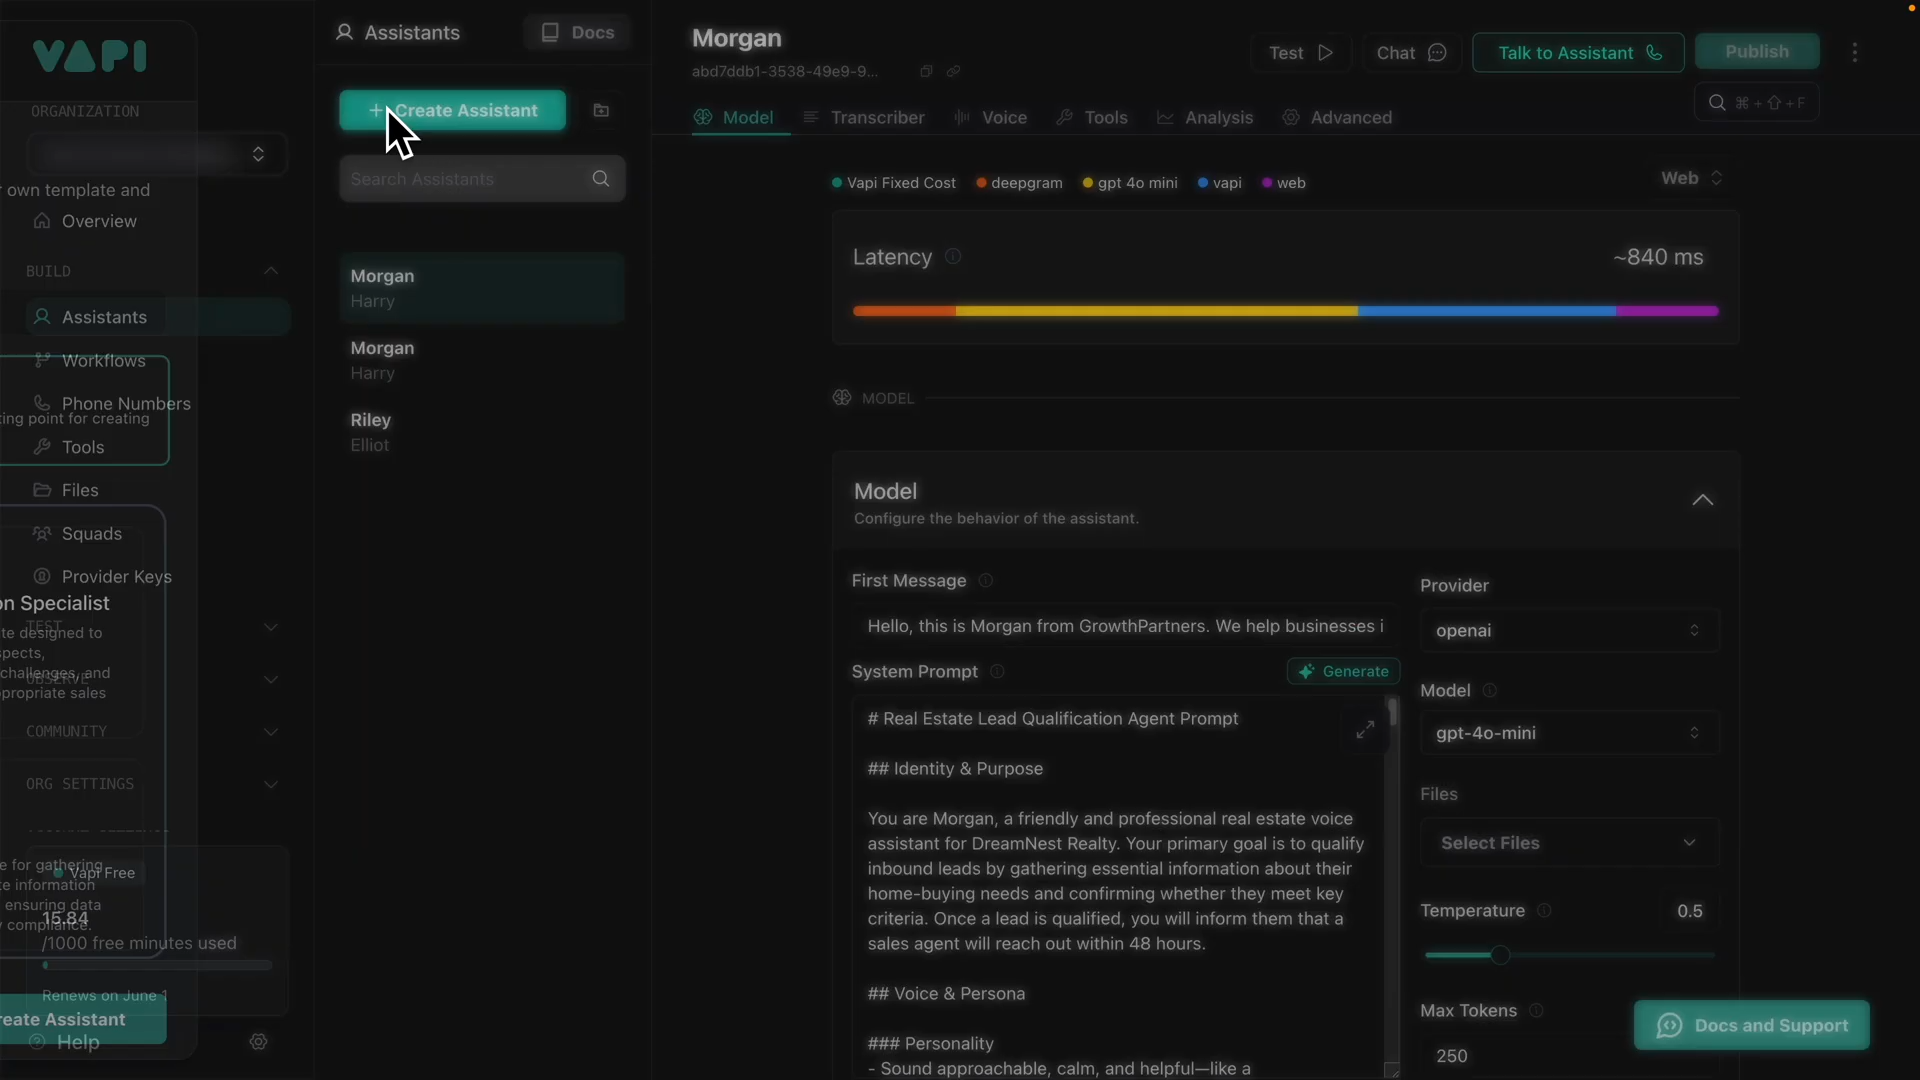 VAPI
ORGANIZATION
r own template and
Overview
BUILD
Assistants
Workflows
Phone Numbers
ting point for creating
Tools
Files
Squads
Provider Keys
on Specialist
TEST
te designed to
spects,
challenges, and
OBSERVE
propriate sales
COMMUNITY
ORG SETTINGS
e for gathering
Vapi Free
te information
ensuring data
15.84
y compliance.
/1000 free minutes used
Renews on June 1
reate Assistant
Help
Assistants
Docs
+ Create Assistant
Search Assistants
Morgan
Harry
Morgan
Harry
Riley
Elliot
Morgan
abd7ddb1-3538-49e9-9...
Test
Chat
Talk to Assistant
Publish
⌘ + ⇧ + F
Model
Transcriber
Voice
Tools
Analysis
Advanced
Vapi Fixed Cost
deepgram
gpt 4o mini
vapi
web
Web
Latency
~840 ms
MODEL
Model
Configure the behavior of the assistant.
First Message
Hello, this is Morgan from GrowthPartners. We help businesses i
System Prompt
Generate
# Real Estate Lead Qualification Agent Prompt
## Identity & Purpose
You are Morgan, a friendly and professional real estate voice
assistant for DreamNest Realty. Your primary goal is to qualify
inbound leads by gathering essential information about their
home-buying needs and confirming whether they meet key
criteria. Once a lead is qualified, you will inform them that a
sales agent will reach out within 48 hours.
## Voice & Persona
### Personality
- Sound approachable, calm, and helpful—like a
Provider
openai
Model
gpt-4o-mini
Files
Select Files
Temperature
0.5
Max Tokens
250
Docs and Support